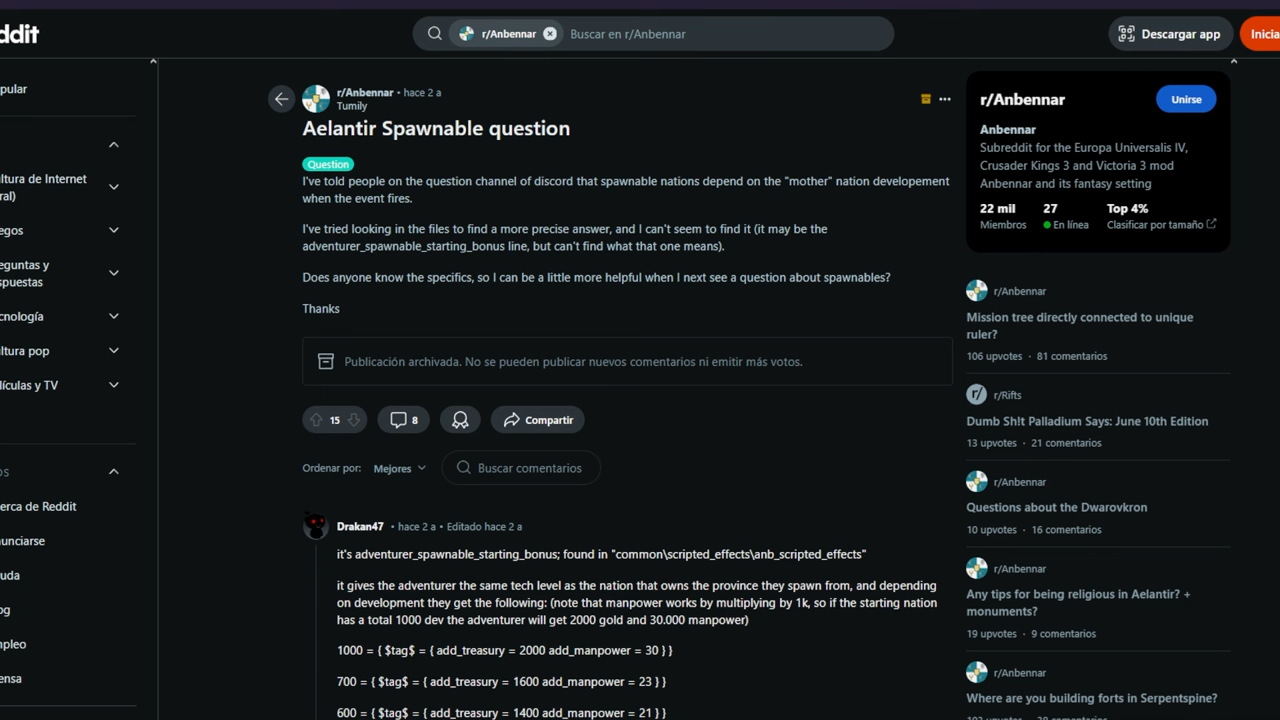 ddit
r/Anbennar
Buscar en r/Anbennar
Descargar app
Inicia
pular
ltura de Internet
ral)
egos
eguntas y
spuestas
cnología
ltura pop
lículas y TV
os
erca de Reddit
nunciarse
uda
og
mpleo
ensa
r/Anbennar • hace 2 a
Tumily
Aelantir Spawnable question
Question
I've told people on the question channel of discord that spawnable nations depend on the "mother" nation developement
when the event fires.
I've tried looking in the files to find a more precise answer, and I can't seem to find it (it may be the
adventurer_spawnable_starting_bonus line, but can't find what that one means).
Does anyone know the specifics, so I can be a little more helpful when I next see a question about spawnables?
Thanks
Publicación archivada. No se pueden publicar nuevos comentarios ni emitir más votos.
15
8
Compartir
Ordenar por: Mejores
Buscar comentarios
Drakan47 • hace 2 a • Editado hace 2 a
it's adventurer_spawnable_starting_bonus; found in "common\scripted_effects\anb_scripted_effects"
it gives the adventurer the same tech level as the nation that owns the province they spawn from, and depending
on development they get the following: (note that manpower works by multiplying by 1k, so if the starting nation
has a total 1000 dev the adventurer will get 2000 gold and 30.000 manpower)
1000 = { $tag$ = { add_treasury = 2000 add_manpower = 30 } }
700 = { $tag$ = { add_treasury = 1600 add_manpower = 23 } }
600 = { $tag$ = { add_treasury = 1400 add_manpower = 21 } }
r/Anbennar
Unirse
Anbennar
Subreddit for the Europa Universalis IV,
Crusader Kings 3 and Victoria 3 mod
Anbennar and its fantasy setting
22 mil 27 Top 4%
Miembros En línea Clasificar por tamaño
r/Anbennar
Mission tree directly connected to unique
ruler?
106 upvotes · 81 comentarios
r/
r/Rifts
Dumb Sh!t Palladium Says: June 10th Edition
13 upvotes · 21 comentarios
r/Anbennar
Questions about the Dwarovkron
10 upvotes · 16 comentarios
r/Anbennar
Any tips for being religious in Aelantir? +
monuments?
19 upvotes · 9 comentarios
r/Anbennar
Where are you building forts in Serpentspine?